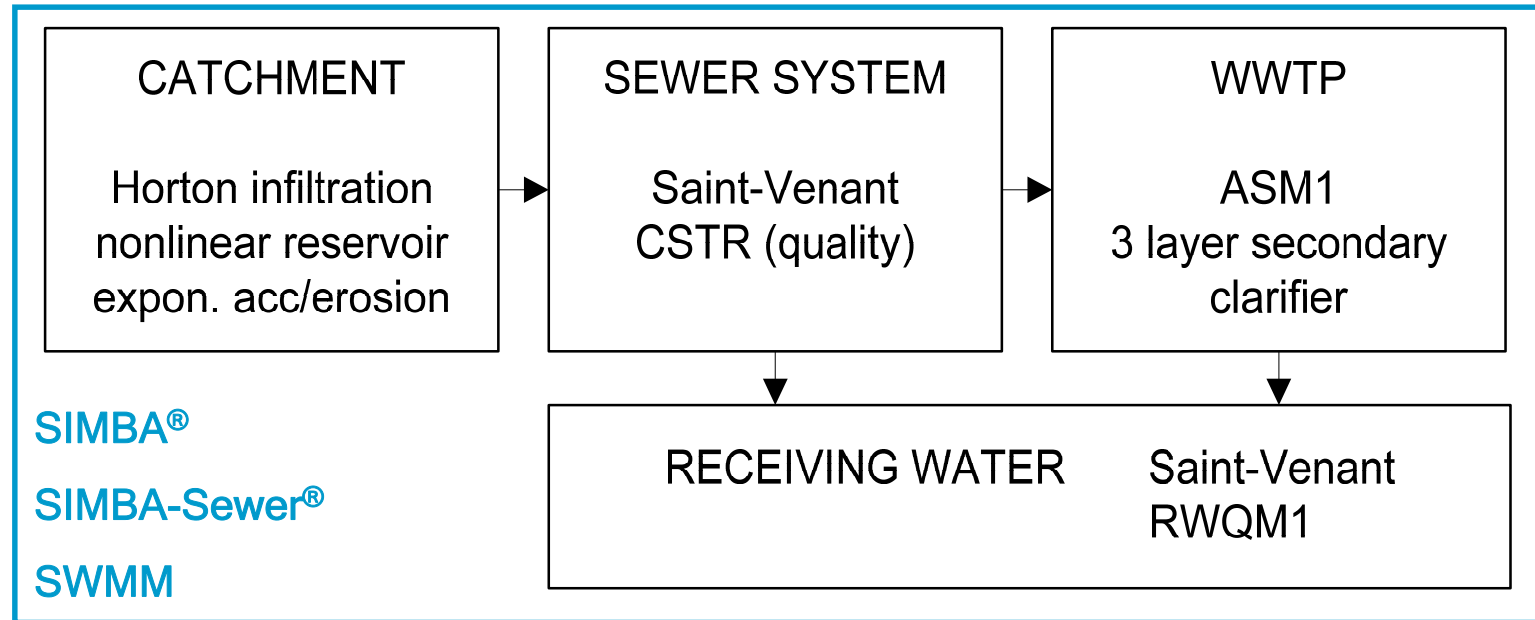 CATCHMENT
Horton infiltration
nonlinear reservoir
expon. acc/erosion
SEWER SYSTEM
Saint-Venant
CSTR (quality)
WWTP
ASM1
3 layer secondary
clarifier
SIMBA®
SIMBA-Sewer®
SWMM
RECEIVING WATER
Saint-Venant
RWQM1